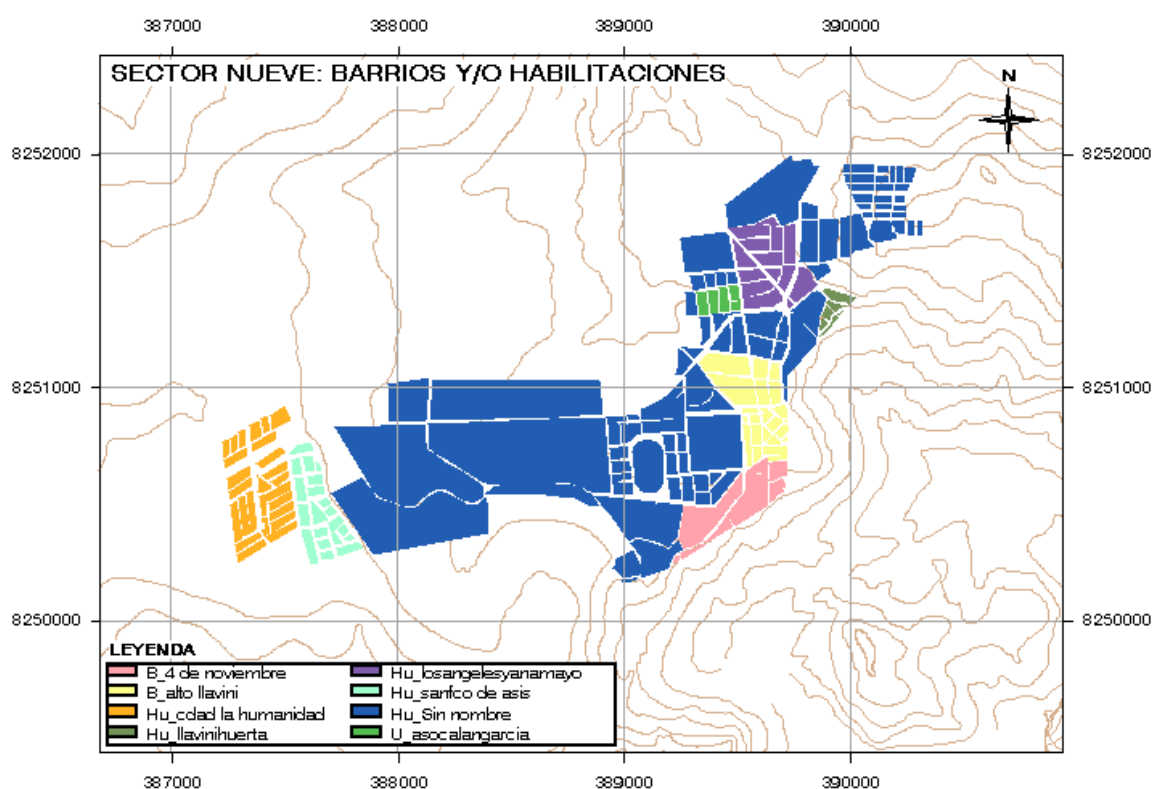 387000 388000 389000 390000
SECTOR NUEVE: BARRIOS Y/O HABILITACIONES
N
8252000 8252000
8251000 8251000
8250000 8250000
LEYENDA
B_4 de noviembre Hu_losangelesyanamayo
B_alto llavini Hu_sanfco de asis
Hu_cdad la humanidad Hu_Sin nombre
Hu_llavinihuerta U_asocalangarcia
387000 388000 389000 390000